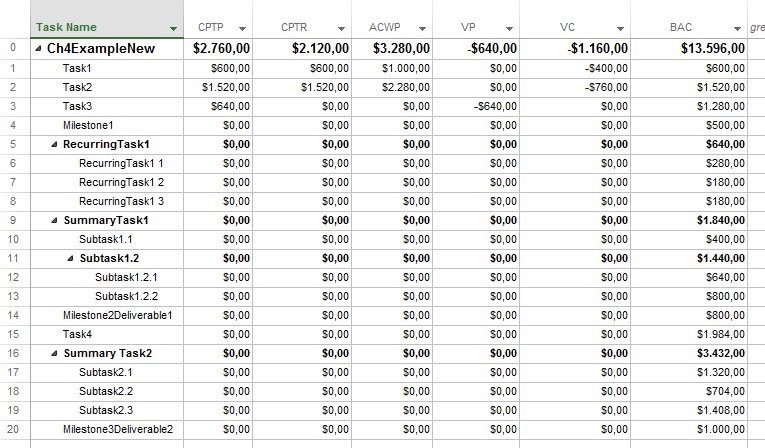 Task Name CPTP CPTR ACWP VP VC BAC gre
0 Ch4ExampleNew $2.760,00 $2.120,00 $3.280,00 -$640,00 -$1.160,00 $13.596,00
1 Task1 $600,00 $600,00 $1.000,00 $0,00 -$400,00 $600,00
2 Task2 $1.520,00 $1.520,00 $2.280,00 $0,00 -$760,00 $1.520,00
3 Task3 $640,00 $0,00 $0,00 -$640,00 $0,00 $1.280,00
4 Milestone1 $0,00 $0,00 $0,00 $0,00 $0,00 $500,00
5 RecurringTask1 $0,00 $0,00 $0,00 $0,00 $0,00 $640,00
6 RecurringTask1 1 $0,00 $0,00 $0,00 $0,00 $0,00 $280,00
7 RecurringTask1 2 $0,00 $0,00 $0,00 $0,00 $0,00 $180,00
8 RecurringTask1 3 $0,00 $0,00 $0,00 $0,00 $0,00 $180,00
9 SummaryTask1 $0,00 $0,00 $0,00 $0,00 $0,00 $1.840,00
10 Subtask1.1 $0,00 $0,00 $0,00 $0,00 $0,00 $400,00
11 Subtask1.2 $0,00 $0,00 $0,00 $0,00 $0,00 $1.440,00
12 Subtask1.2.1 $0,00 $0,00 $0,00 $0,00 $0,00 $640,00
13 Subtask1.2.2 $0,00 $0,00 $0,00 $0,00 $0,00 $800,00
14 Milestone2Deliverable1 $0,00 $0,00 $0,00 $0,00 $0,00 $800,00
15 Task4 $0,00 $0,00 $0,00 $0,00 $0,00 $1.984,00
16 Summary Task2 $0,00 $0,00 $0,00 $0,00 $0,00 $3.432,00
17 Subtask2.1 $0,00 $0,00 $0,00 $0,00 $0,00 $1.320,00
18 Subtask2.2 $0,00 $0,00 $0,00 $0,00 $0,00 $704,00
19 Subtask2.3 $0,00 $0,00 $0,00 $0,00 $0,00 $1.408,00
20 Milestone3Deliverable2 $0,00 $0,00 $0,00 $0,00 $0,00 $1.000,00